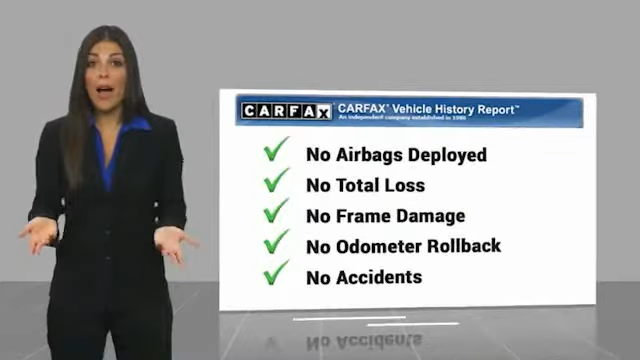 CARFAX CARFAX® Vehicle History Report™
An independent company established in 1986
No Airbags Deployed
No Total Loss
No Frame Damage
No Odometer Rollback
No Accidents